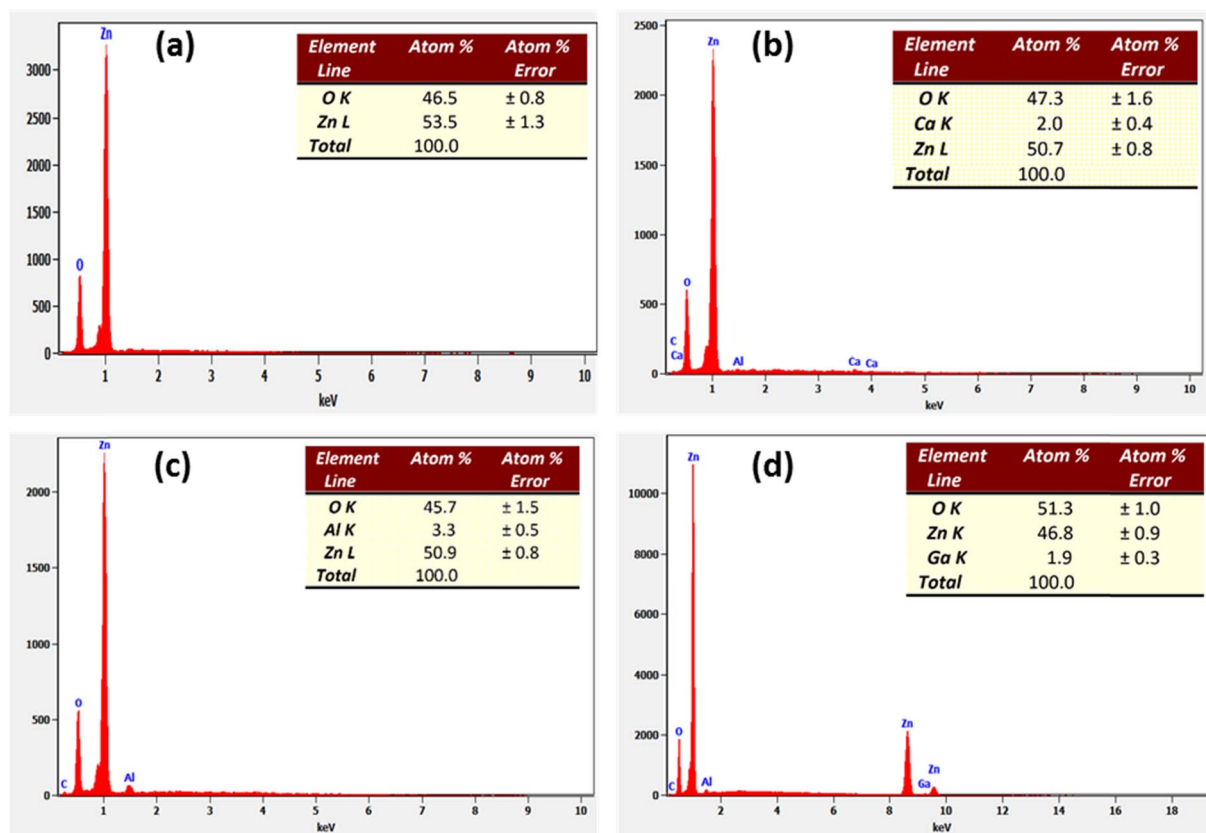 (a)
Zn
O
3000
2500
2000
1500
1000
500
0
1 2 3 4 5 6 7 8 9 10
keV
Element Line Atom % Atom % Error
O K 46.5 ± 0.8
Zn L 53.5 ± 1.3
Total 100.0
(b)
Zn
O
C
Ca
Al
Ca Ca
2500
2000
1500
1000
500
0
1 2 3 4 5 6 7 8 9 10
keV
Element Line Atom % Atom % Error
O K 47.3 ± 1.6
Ca K 2.0 ± 0.4
Zn L 50.7 ± 0.8
Total 100.0
(c)
Zn
O
C
Al
2000
1500
1000
500
0
1 2 3 4 5 6 7 8 9 10
keV
Element Line Atom % Atom % Error
O K 45.7 ± 1.5
Al K 3.3 ± 0.5
Zn L 50.9 ± 0.8
Total 100.0
(d)
Zn
O
C
Al
Zn
Ga
Zn
10000
8000
6000
4000
2000
0
2 4 6 8 10 12 14 16 18
keV
Element Line Atom % Atom % Error
O K 51.3 ± 1.0
Zn K 46.8 ± 0.9
Ga K 1.9 ± 0.3
Total 100.0